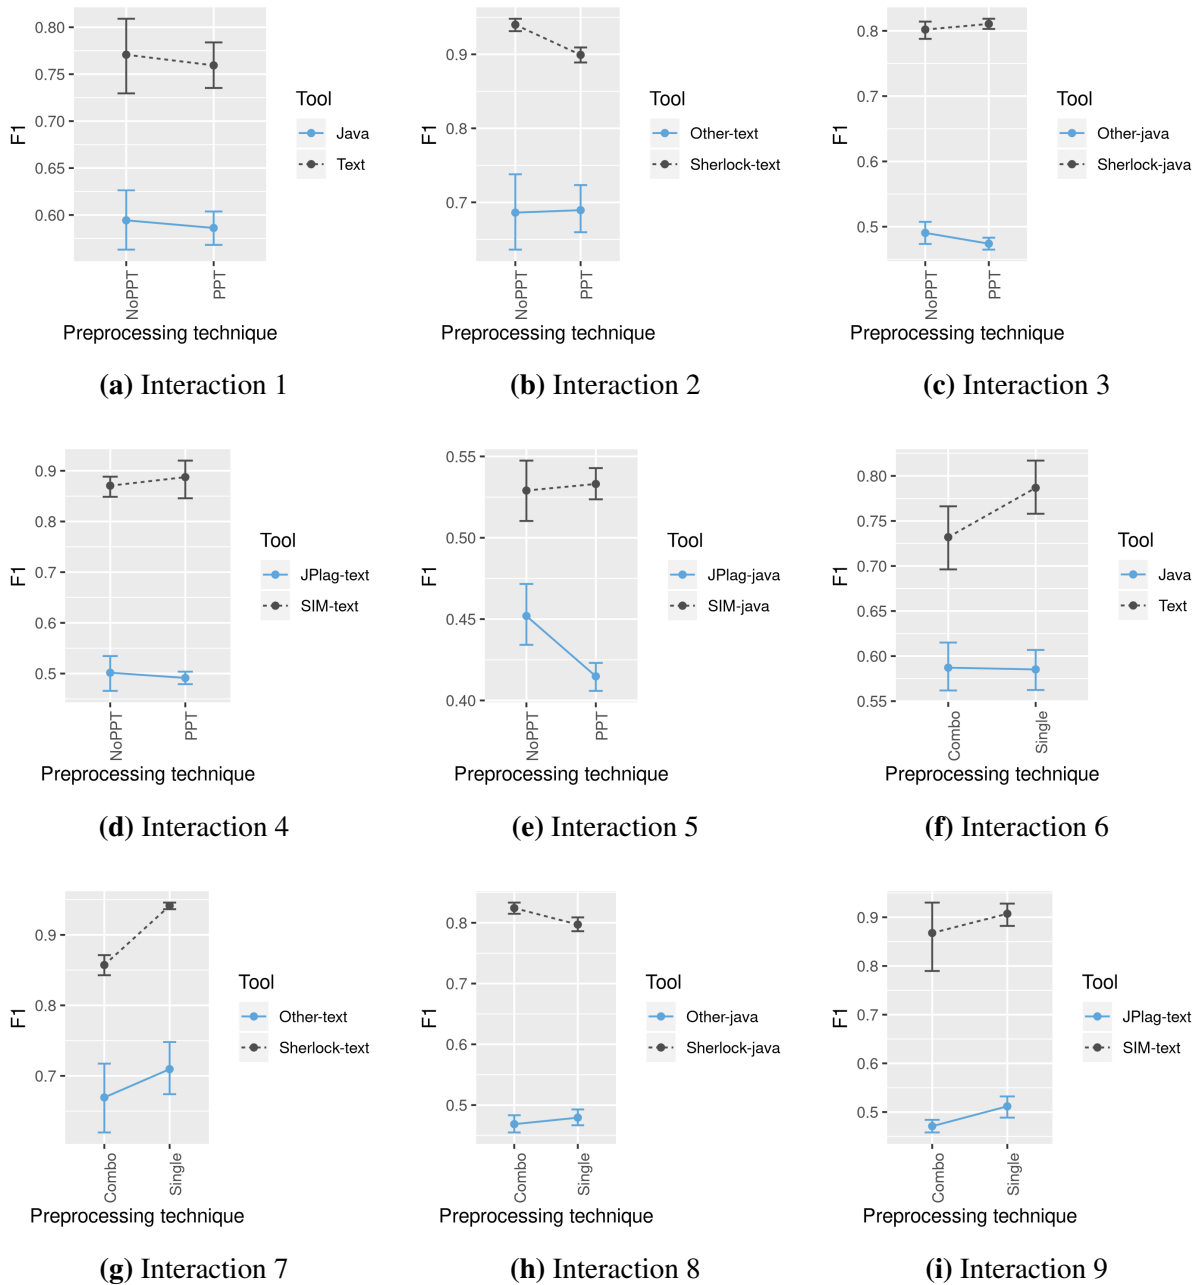 0.80
0.75
0.70
0.65
0.60
F1
NoPPT
PPT
Preprocessing technique
Tool
Java
Text
(a) Interaction 1
0.9
0.8
0.7
F1
NoPPT
PPT
Preprocessing technique
Tool
Other-text
Sherlock-text
(b) Interaction 2
0.8
0.7
0.6
0.5
F1
NoPPT
PPT
Preprocessing technique
Tool
Other-java
Sherlock-java
(c) Interaction 3
0.9
0.8
0.7
0.6
0.5
F1
NoPPT
PPT
Preprocessing technique
Tool
JPlag-text
SIM-text
(d) Interaction 4
0.55
0.50
0.45
0.40
F1
NoPPT
PPT
Preprocessing technique
Tool
JPlag-java
SIM-java
(e) Interaction 5
0.80
0.75
0.70
0.65
0.60
0.55
F1
Combo
Single
Preprocessing technique
Tool
Java
Text
(f) Interaction 6
0.9
0.8
0.7
F1
Combo
Single
Preprocessing technique
Tool
Other-text
Sherlock-text
(g) Interaction 7
0.8
0.7
0.6
0.5
F1
Combo
Single
Preprocessing technique
Tool
Other-java
Sherlock-java
(h) Interaction 8
0.9
0.8
0.7
0.6
0.5
F1
Combo
Single
Preprocessing technique
Tool
JPlag-text
SIM-text
(i) Interaction 9